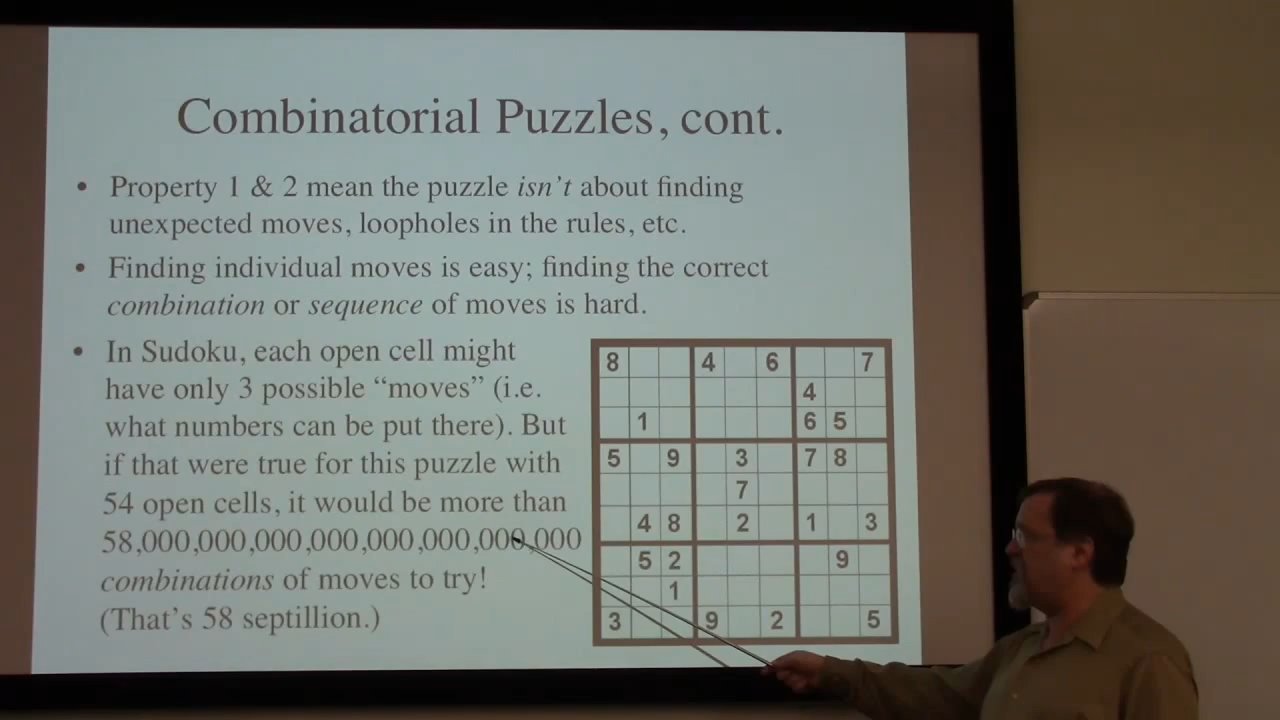 Combinatorial Puzzles, cont.
• Property 1 & 2 mean the puzzle isn't about finding
unexpected moves, loopholes in the rules, etc.
• Finding individual moves is easy; finding the correct
combination or sequence of moves is hard.
• In Sudoku, each open cell might
have only 3 possible “moves” (i.e.
what numbers can be put there). But
if that were true for this puzzle with
54 open cells, it would be more than
58,000,000,000,000,000,000,000,000
combinations of moves to try!
(That's 58 septillion.)
8 4 6 7
4
1 6 5
5 9 3 7 8
7
4 8 2 1 3
5 2 9
1
3 9 2 5